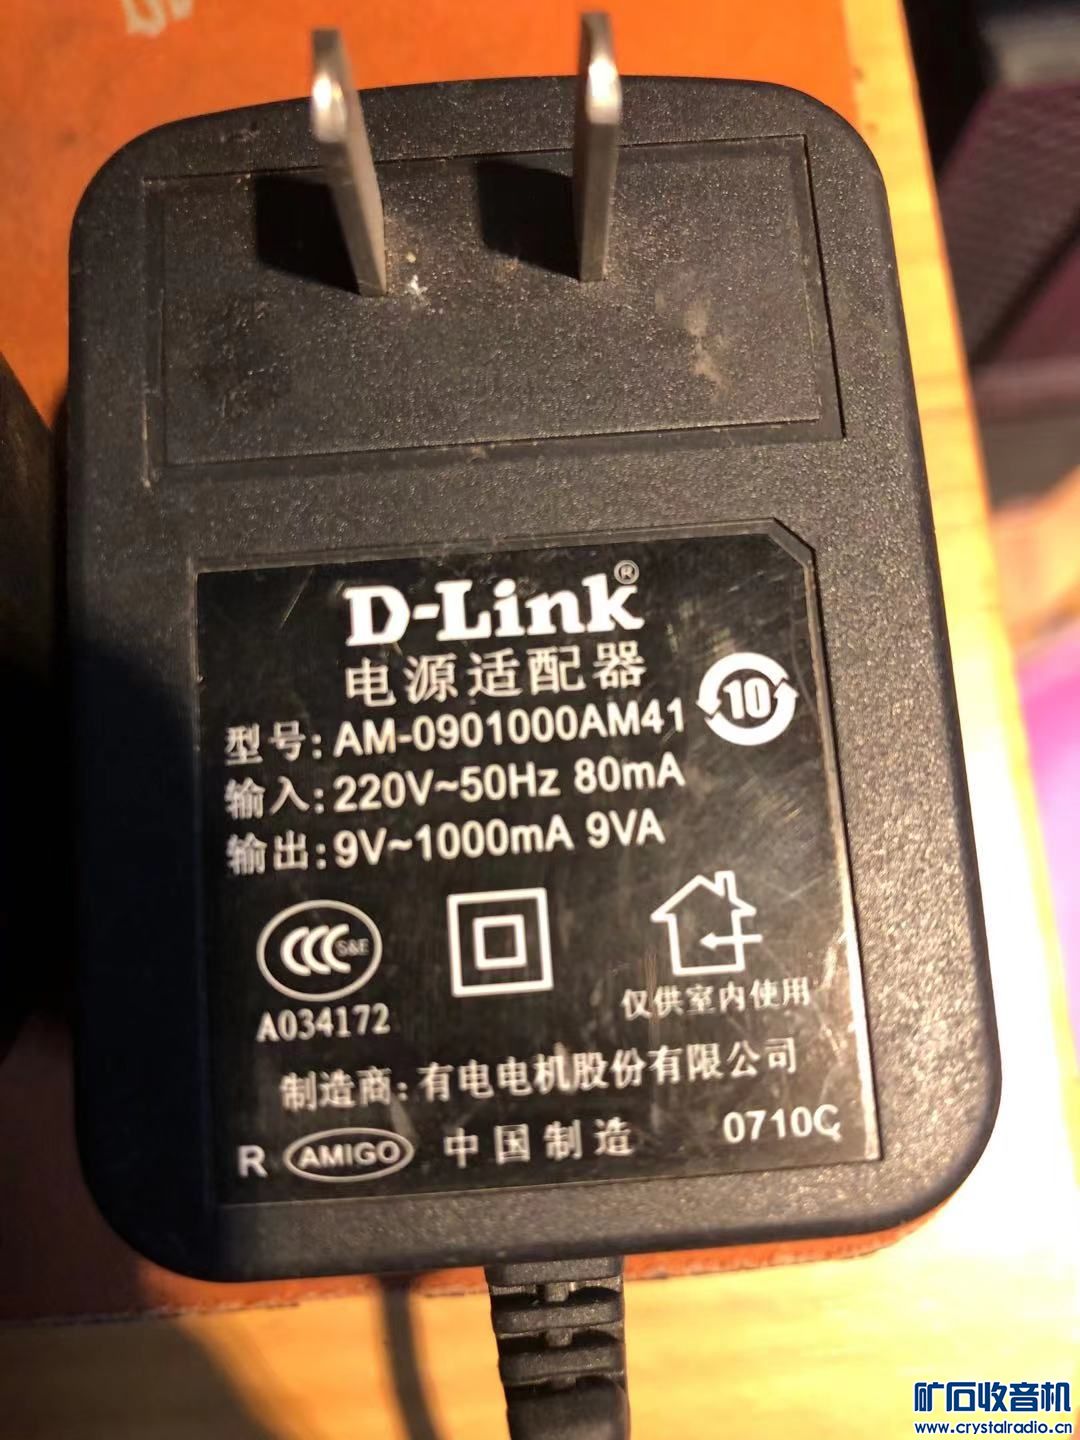 D-Link®
电源适配器
10
型号: AM-0901000AM41
输入: 220V~50Hz 80mA
输出: 9V~1000mA 9VA
CCC S&E
A034172
仅供室内使用
制造商: 有电电机股份有限公司
R AMIGO 中国制造 0710C
矿石收音机
www.crystalradio.cn